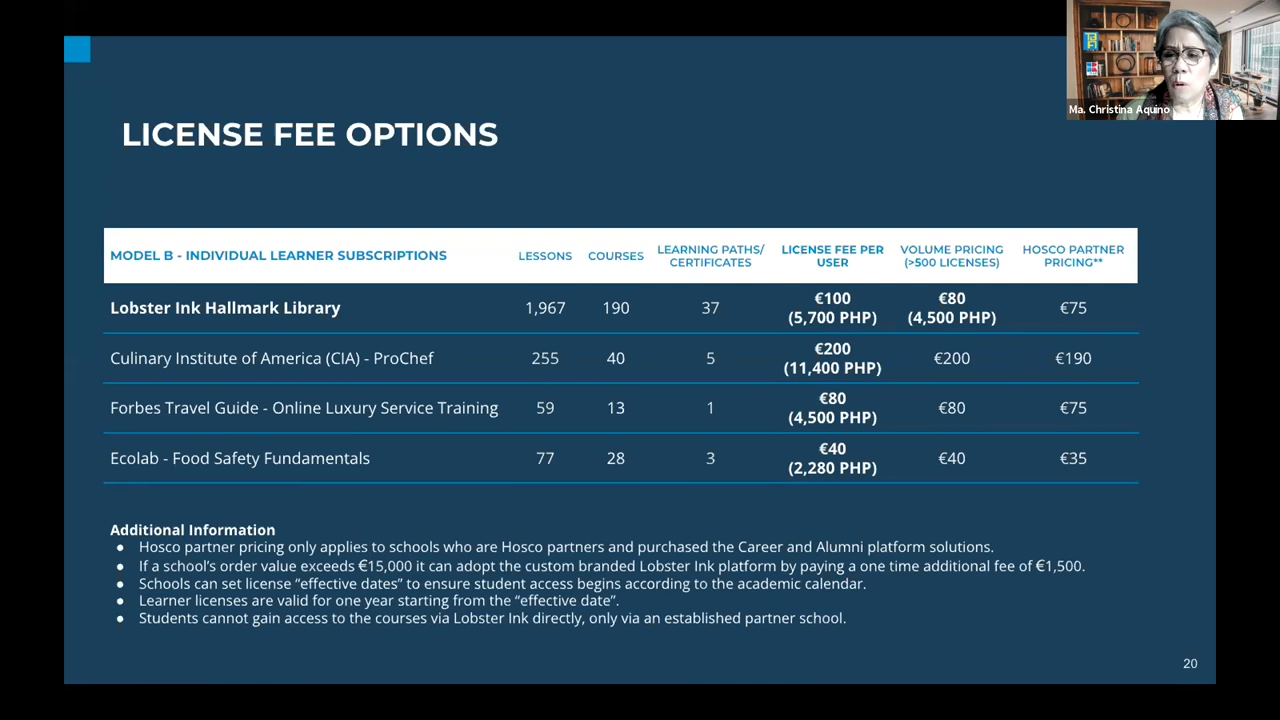 Ma. Christina Aquino
LICENSE FEE OPTIONS
MODEL B - INDIVIDUAL LEARNER SUBSCRIPTIONS LESSONS COURSES LEARNING PATHS/ CERTIFICATES LICENSE FEE PER USER VOLUME PRICING (>500 LICENSES) HOSCO PARTNER PRICING**
Lobster Ink Hallmark Library 1,967 190 37 €100 (5,700 PHP) €80 (4,500 PHP) €75
Culinary Institute of America (CIA) - ProChef 255 40 5 €200 (11,400 PHP) €200 €190
Forbes Travel Guide - Online Luxury Service Training 59 13 1 €80 (4,500 PHP) €80 €75
Ecolab - Food Safety Fundamentals 77 28 3 €40 (2,280 PHP) €40 €35
Additional Information
● Hosco partner pricing only applies to schools who are Hosco partners and purchased the Career and Alumni platform solutions.
● If a school's order value exceeds €15,000 it can adopt the custom branded Lobster Ink platform by paying a one time additional fee of €1,500.
● Schools can set license “effective dates” to ensure student access begins according to the academic calendar.
● Learner licenses are valid for one year starting from the “effective date”.
● Students cannot gain access to the courses via Lobster Ink directly, only via an established partner school.
20